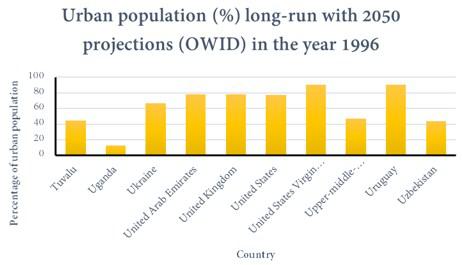 Urban population (%) long-run with 2050
projections (OWID) in the year 1996
Percentage of urban population
100
80
60
40
20
0
Tuvalu
Uganda
Ukraine
United Arab Emirates
United Kingdom
United States
United States Virgin…
Upper-middle-…
Uruguay
Uzbekistan
Country